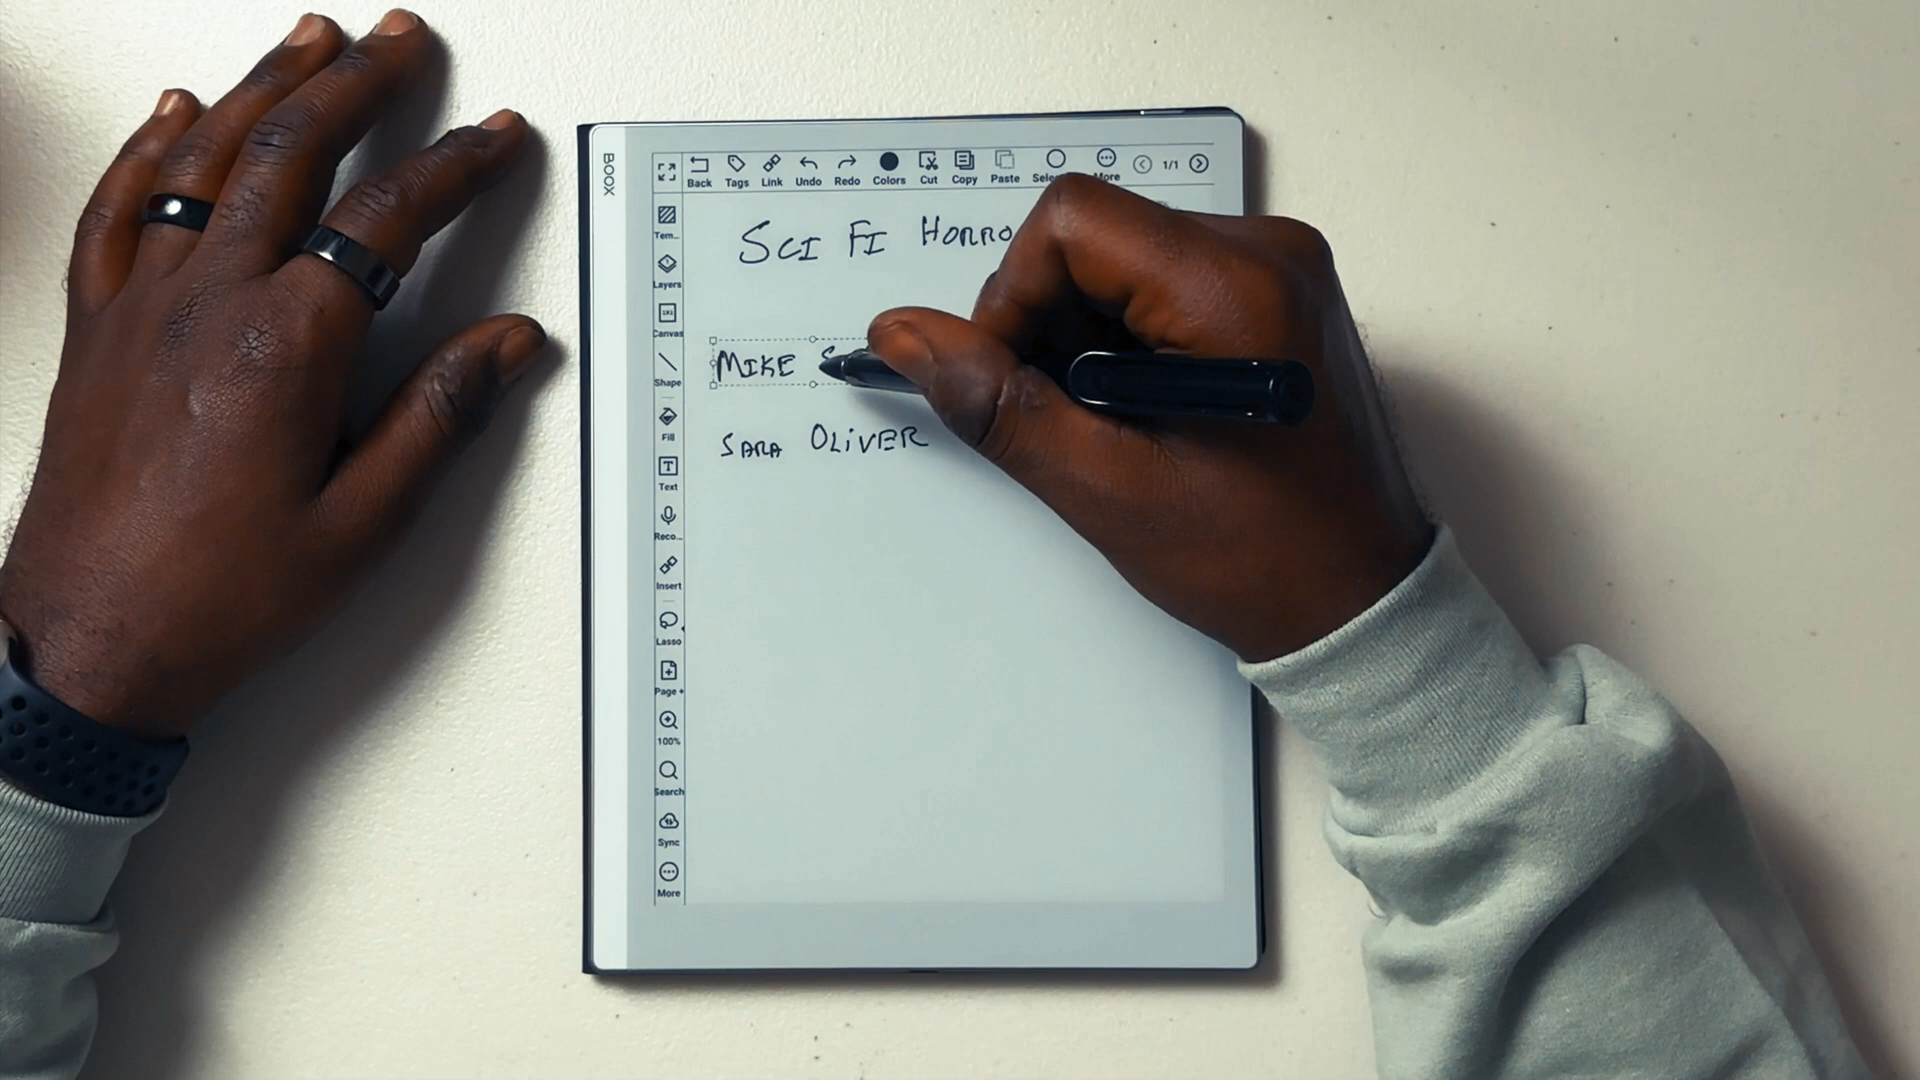 BOOX
Back Tags Link Undo Redo Colors Cut Copy Paste More 1/1
Tem...
Layers
Canvas
Shape
Fill
Text
Reco...
Insert
Lasso
Page +
100%
Search
Sync
More
SCI FI
MIKE
SARA OLiVER